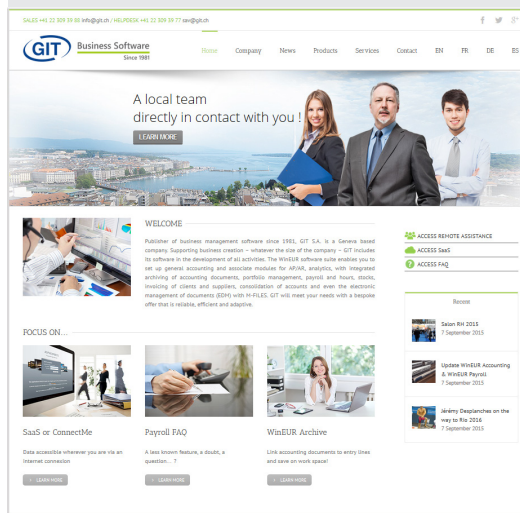 SALES +41 22 309 39 88 info@git.ch / HELPDESK +41 22 309 39 77 sav@git.ch
GIT
Business Software
Since 1981
Home Company News Products Services Contact EN FR DE ES
A local team
directly in contact with you !
LEARN MORE
WELCOME
Publisher of business management software since 1981, GIT S.A. is a Geneva based
company. Supporting business creation – whatever the size of the company – GIT includes
its software in the development of all activities. The WinEUR software suite enables you to
set up general accounting and associate modules for AP/AR, analytics, with integrated
archiving of accounting documents, portfolio management, payroll and hours, stocks,
invoicing of clients and suppliers, consolidation of accounts and even the electronic
management of documents (EDM) with M-FILES. GIT will meet your needs with a bespoke
offer that is reliable, efficient and adaptive.
ACCESS REMOTE ASSISTANCE
ACCESS SaaS
ACCESS FAQ
Recent
Salon RH 2015
7 September 2015
Update WinEUR Accounting
& WinEUR Payroll
7 September 2015
Jérémy Desplanches on the
way to Rio 2016
7 September 2015
FOCUS ON...
SaaS or ConnectMe
Data accessible wherever you are via an
internet connexion
LEARN MORE
Payroll FAQ
A less known feature, a doubt, a
question... ?
LEARN MORE
WinEUR Archive
Link accounting documents to entry lines
and save on work space!
LEARN MORE